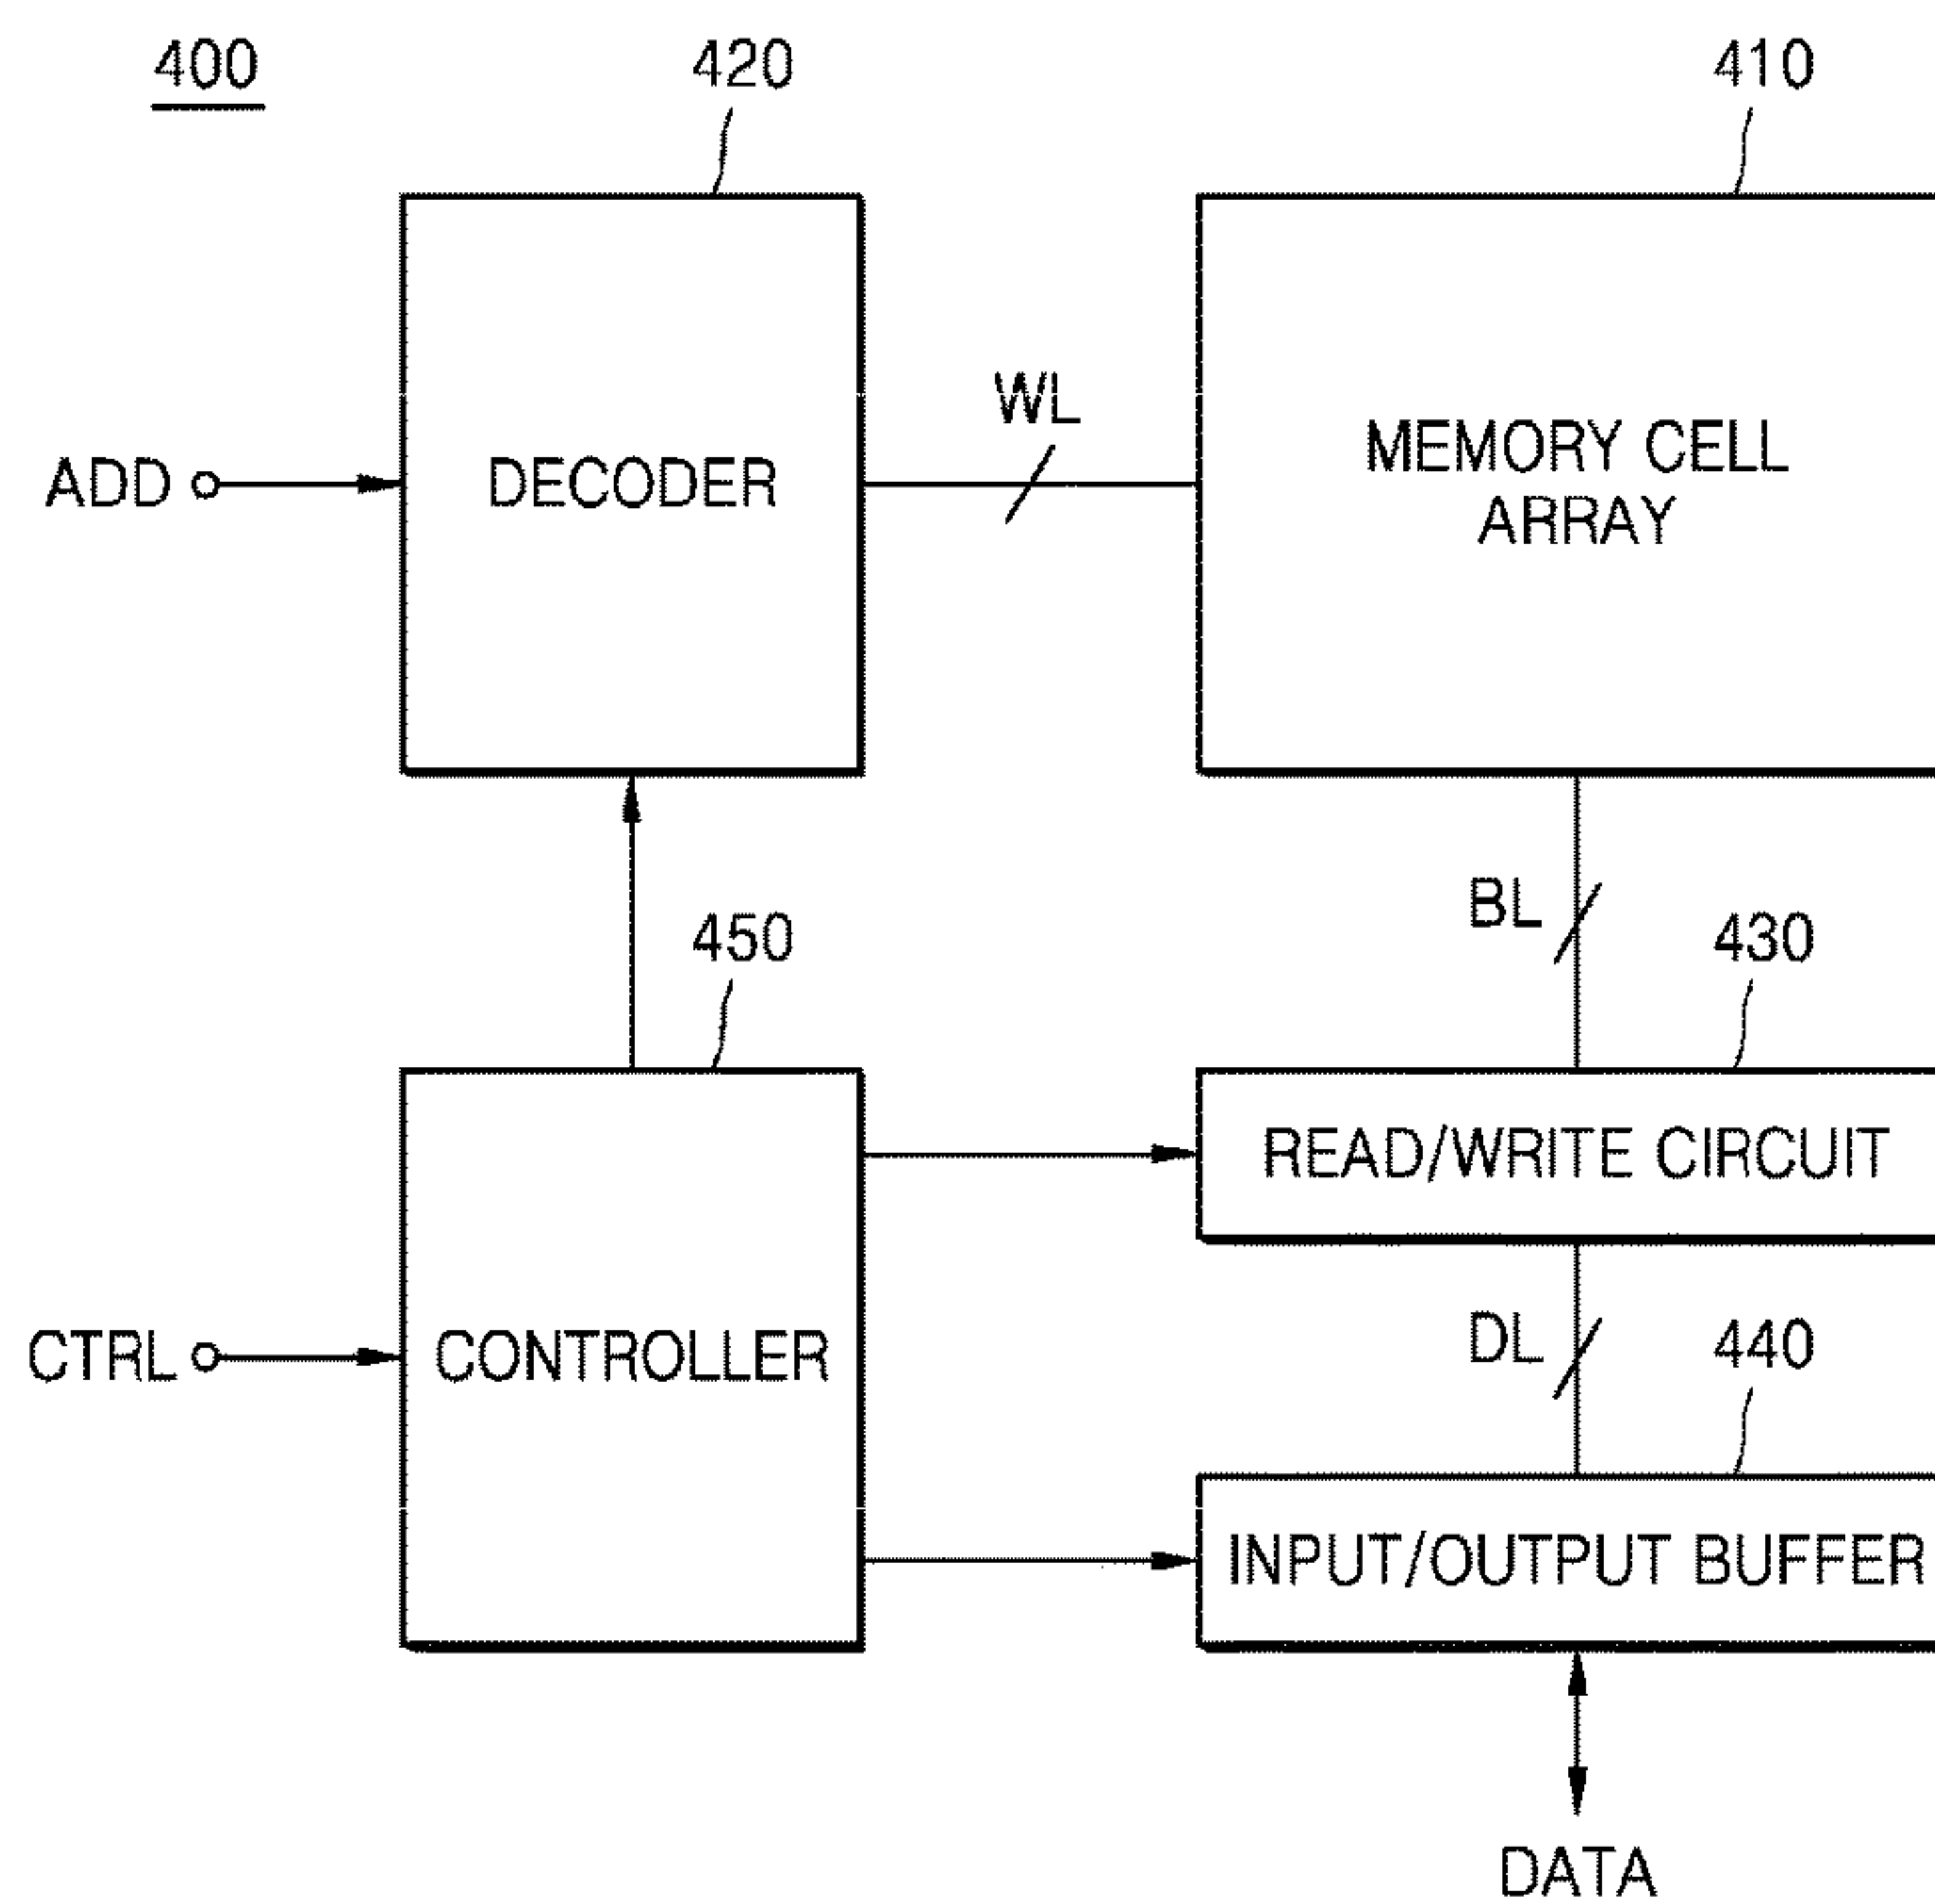 400
420
410
ADD
DECODER
WL
MEMORY CELL
ARRAY
BL
450
430
CTRL
CONTROLLER
READ/WRITE CIRCUIT
DL
440
INPUT/OUTPUT BUFFER
DATA